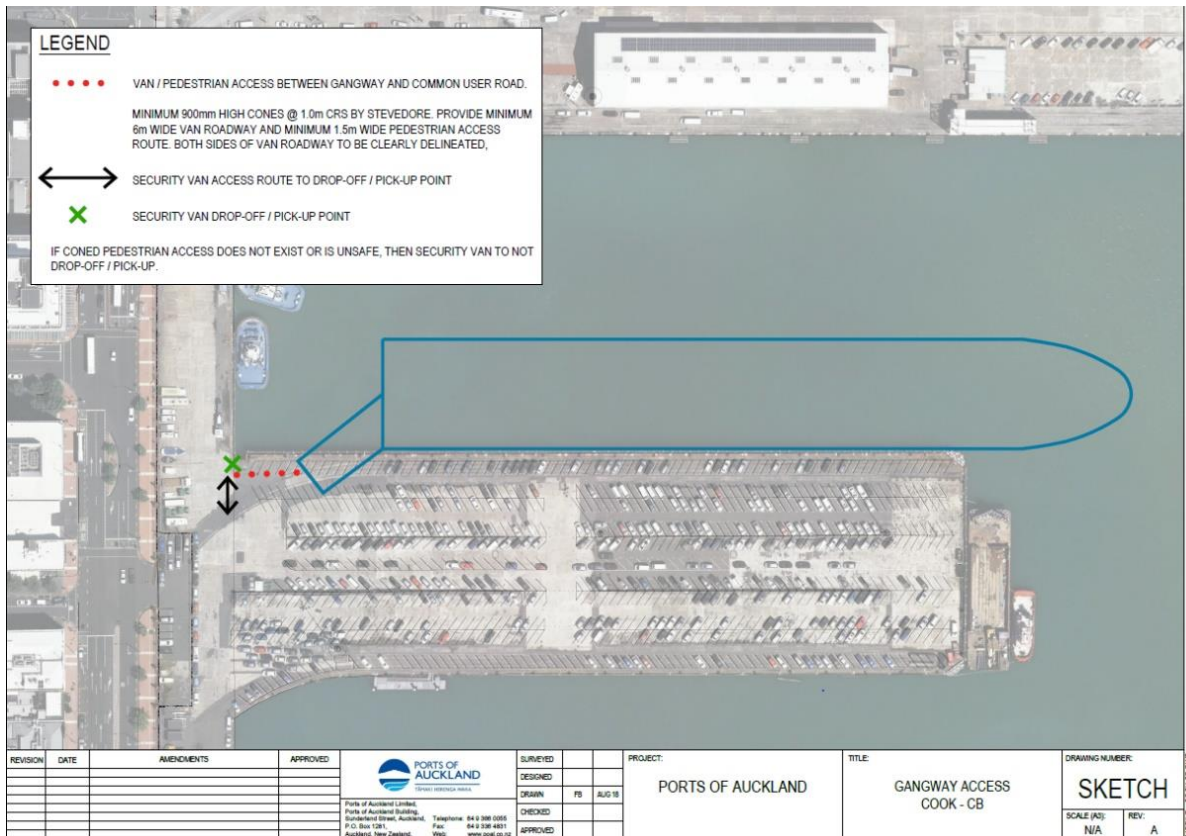 LEGEND
VAN / PEDESTRIAN ACCESS BETWEEN GANGWAY AND COMMON USER ROAD.
MINIMUM 900mm HIGH CONES @ 1.0m CRS BY STEVEDORE. PROVIDE MINIMUM
6m WIDE VAN ROADWAY AND MINIMUM 1.5m WIDE PEDESTRIAN ACCESS
ROUTE. BOTH SIDES OF VAN ROADWAY TO BE CLEARLY DELINEATED,
SECURITY VAN ACCESS ROUTE TO DROP-OFF / PICK-UP POINT
SECURITY VAN DROP-OFF / PICK-UP POINT
IF CONED PEDESTRIAN ACCESS DOES NOT EXIST OR IS UNSAFE, THEN SECURITY VAN TO NOT
DROP-OFF / PICK-UP.
REVISION DATE AMENDMENTS APPROVED
PORTS OF
AUCKLAND
Ports of Auckland Limited,
Ports of Auckland Building,
Sunderland Street, Auckland, Telephone: 64 9 366 0055
P.O. Box 1281, Fax: 64 9 336 4831
Auckland, New Zealand. Web: www.poal.co.nz
SURVEYED
DESIGNED
DRAWN FS AUG 18
CHECKED
APPROVED
PROJECT:
PORTS OF AUCKLAND
TITLE:
GANGWAY ACCESS
COOK - CB
DRAWING NUMBER:
SKETCH
SCALE (A3): REV:
N/A A